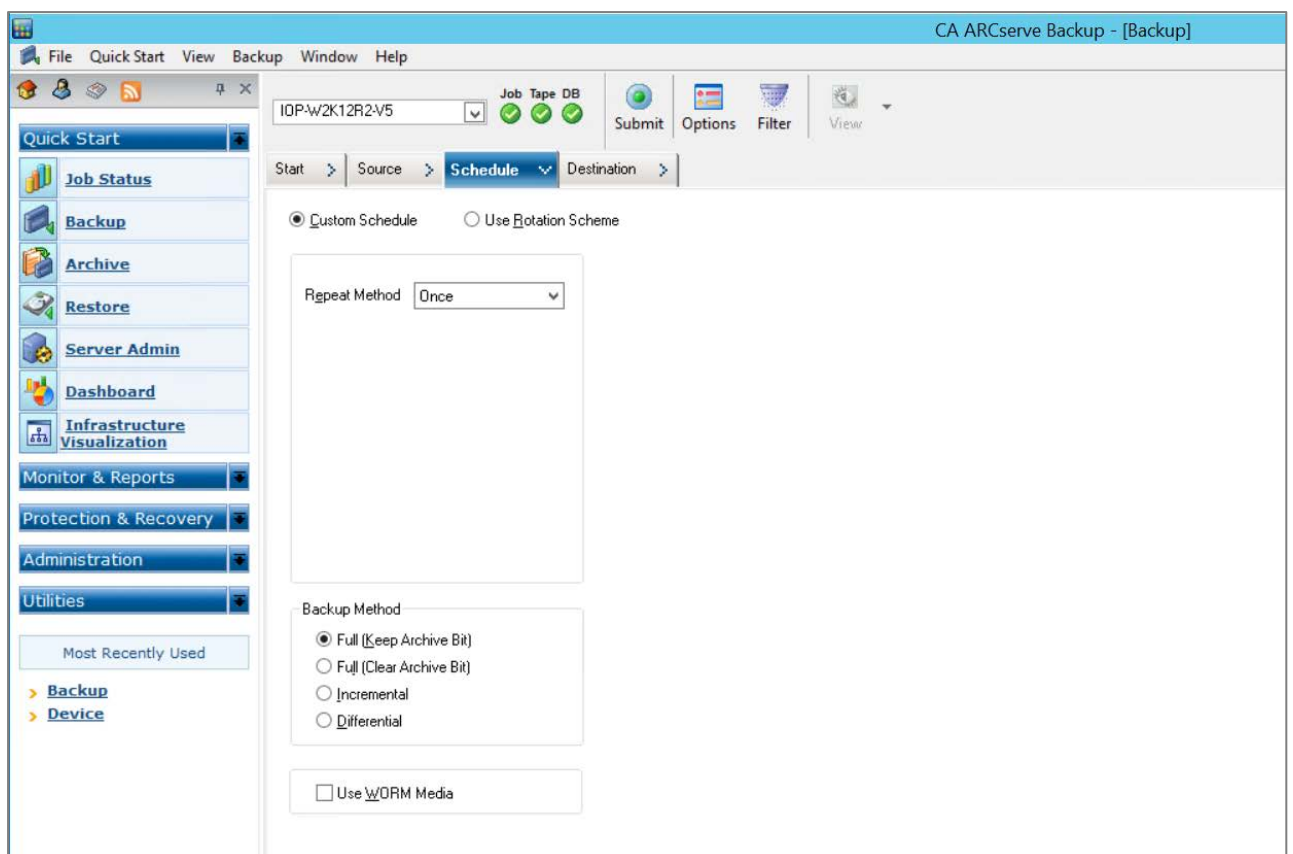 CA ARCserve Backup - [Backup]
File Quick Start View Backup Window Help
IOP-W2K12R2-V5
Job Tape DB
Submit
Options
Filter
View
Quick Start
Job Status
Backup
Archive
Restore
Server Admin
Dashboard
Infrastructure
Visualization
Monitor & Reports
Protection & Recovery
Administration
Utilities
Most Recently Used
Backup
Device
Start Source Schedule Destination
Custom Schedule Use Rotation Scheme
Repeat Method Once
Backup Method
Full (Keep Archive Bit)
Full (Clear Archive Bit)
Incremental
Differential
Use WORM Media